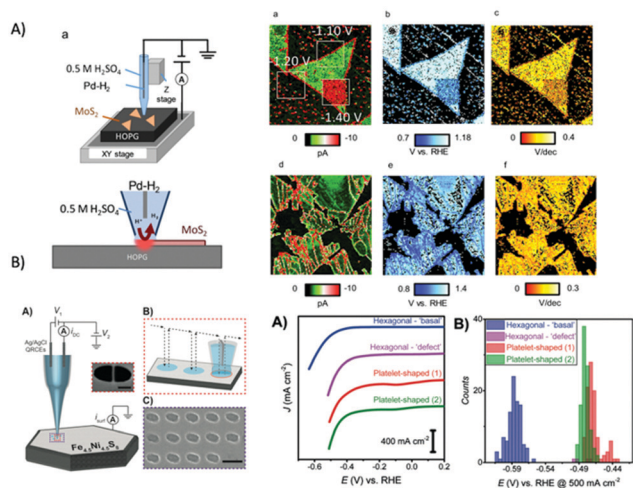 A)
a
0.5 M H₂SO₄
Pd-H₂
A
Z
stage
MoS₂
HOPG
XY stage
Pd-H₂
0.5 M H₂SO₄
H⁺
H₂
MoS₂
HOPG
a
b
c
-1.10 V
-1.20 V
-1.40 V
0 -10
pA
0.7 1.18
V vs. RHE
0 0.4
V/dec
d
e
f
0 -10
pA
0.8 1.4
V vs. RHE
0 0.3
V/dec
B)
A)
V₁
A
i_DC
V₂
Ag/AgCl
QRCEs
i_surf
A
Fe₄.₅Ni₄.₅S₈
B)
C)
A)
Hexagonal - 'basal'
Hexagonal - 'defect'
Platelet-shaped (1)
Platelet-shaped (2)
400 mA cm⁻²
J (mA cm⁻²)
-0.6 -0.4 -0.2 0.0 0.2
E (V) vs. RHE
B)
Hexagonal - 'basal'
Hexagonal - 'defect'
Platelet-shaped (1)
Platelet-shaped (2)
Counts
40
20
0
-0.59 -0.54 -0.49 -0.44
E (V) vs. RHE @ 500 mA cm⁻²